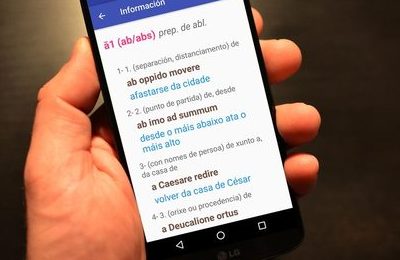 Información
ā1 (ab/abs) prep. de abl.
1- 1. (separación, distanciamento) de
ab oppido movere
afastarse da cidade
2- 2. (punto de partida) de, desde
ab imo ad summum
desde o máis abaixo ata o
máis alto
3- (con nomes de persoa) de xunto a,
da casa de
a Caesare redire
volver da casa de César
4- 3. (orixe ou procedencia) de
a Deucalione ortus
LG